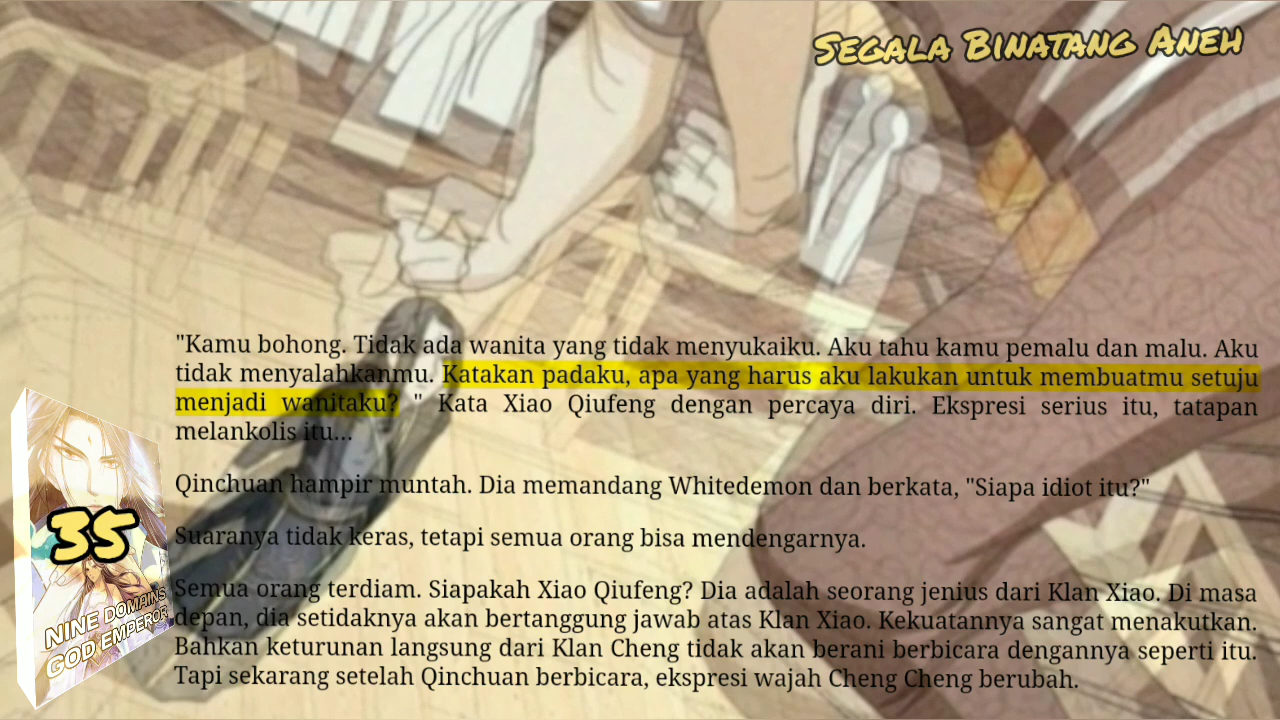 Segala Binatang Aneh
"Kamu bohong. Tidak ada wanita yang tidak menyukaiku. Aku tahu kamu pemalu dan malu. Aku
tidak menyalahkanmu. Katakan padaku, apa yang harus aku lakukan untuk membuatmu setuju
menjadi wanitaku? " Kata Xiao Qiufeng dengan percaya diri. Ekspresi serius itu, tatapan
melankolis itu...
Qinchuan hampir muntah. Dia memandang Whitedemon dan berkata, "Siapa idiot itu?"
Suaranya tidak keras, tetapi semua orang bisa mendengarnya.
Semua orang terdiam. Siapakah Xiao Qiufeng? Dia adalah seorang jenius dari Klan Xiao. Di masa
depan, dia setidaknya akan bertanggung jawab atas Klan Xiao. Kekuatannya sangat menakutkan.
Bahkan keturunan langsung dari Klan Cheng tidak akan berani berbicara dengannya seperti itu.
Tapi sekarang setelah Qinchuan berbicara, ekspresi wajah Cheng Cheng berubah.
35
NINE DOMAINS
GOD EMPEROR